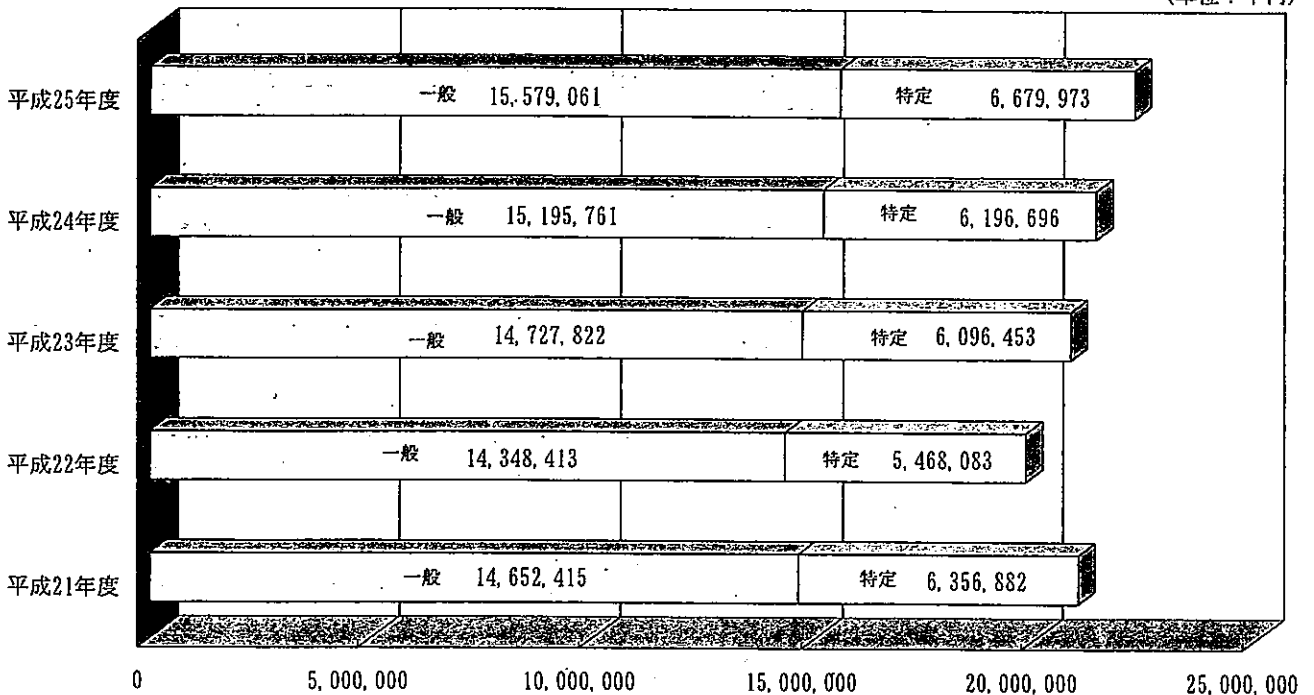 平成25年度 一般 15,579,061 特定 6,679,973
平成24年度 一般 15,195,761 特定 6,196,696
平成23年度 一般 14,727,822 特定 6,096,453
平成22年度 一般 14,348,413 特定 5,468,083
平成21年度 一般 14,652,415 特定 6,356,882
0 5,000,000 10,000,000 15,000,000 20,000,000 25,000,000